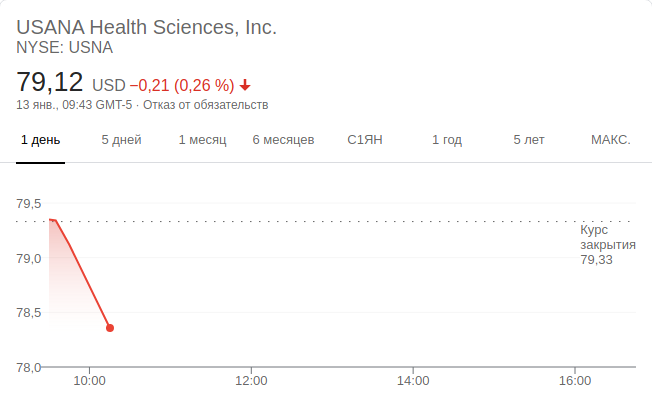 USANA Health Sciences, Inc.
NYSE: USNA
79,12 USD −0,21 (0,26 %)
13 янв., 09:43 GMT-5 · Отказ от обязательств
1 день 5 дней 1 месяц 6 месяцев С1ЯН 1 год 5 лет МАКС.
79,5
Курс
закрытия
79,33
79,0
78,5
78,0
10:00 12:00 14:00 16:00